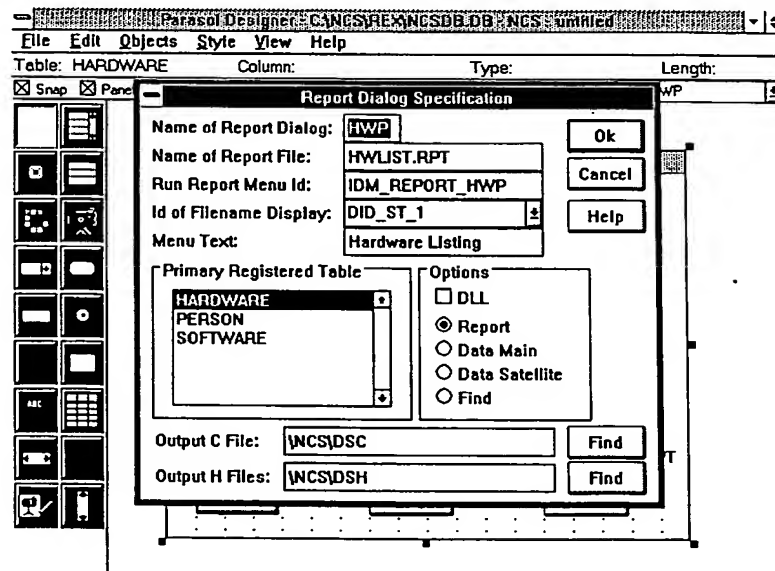 Parasol Designer - C:\NCS\REX\NCSDB.DB - NCS - untitled
File Edit Objects Style View Help
Table: HARDWARE Column: Type: Length:
Snap WP
Report Dialog Specification
Name of Report Dialog: HWP Ok
Name of Report File: HWLIST.RPT
Run Report Menu Id: IDM_REPORT_HWP Cancel
Id of Filename Display: DID_ST_1 Help
Menu Text: Hardware Listing
Primary Registered Table Options
HARDWARE DLL
PERSON Report
SOFTWARE Data Main
Data Satellite
Find
ABC
Output C File: \NCS\DSC Find
Output H Files: \NCS\DSH Find